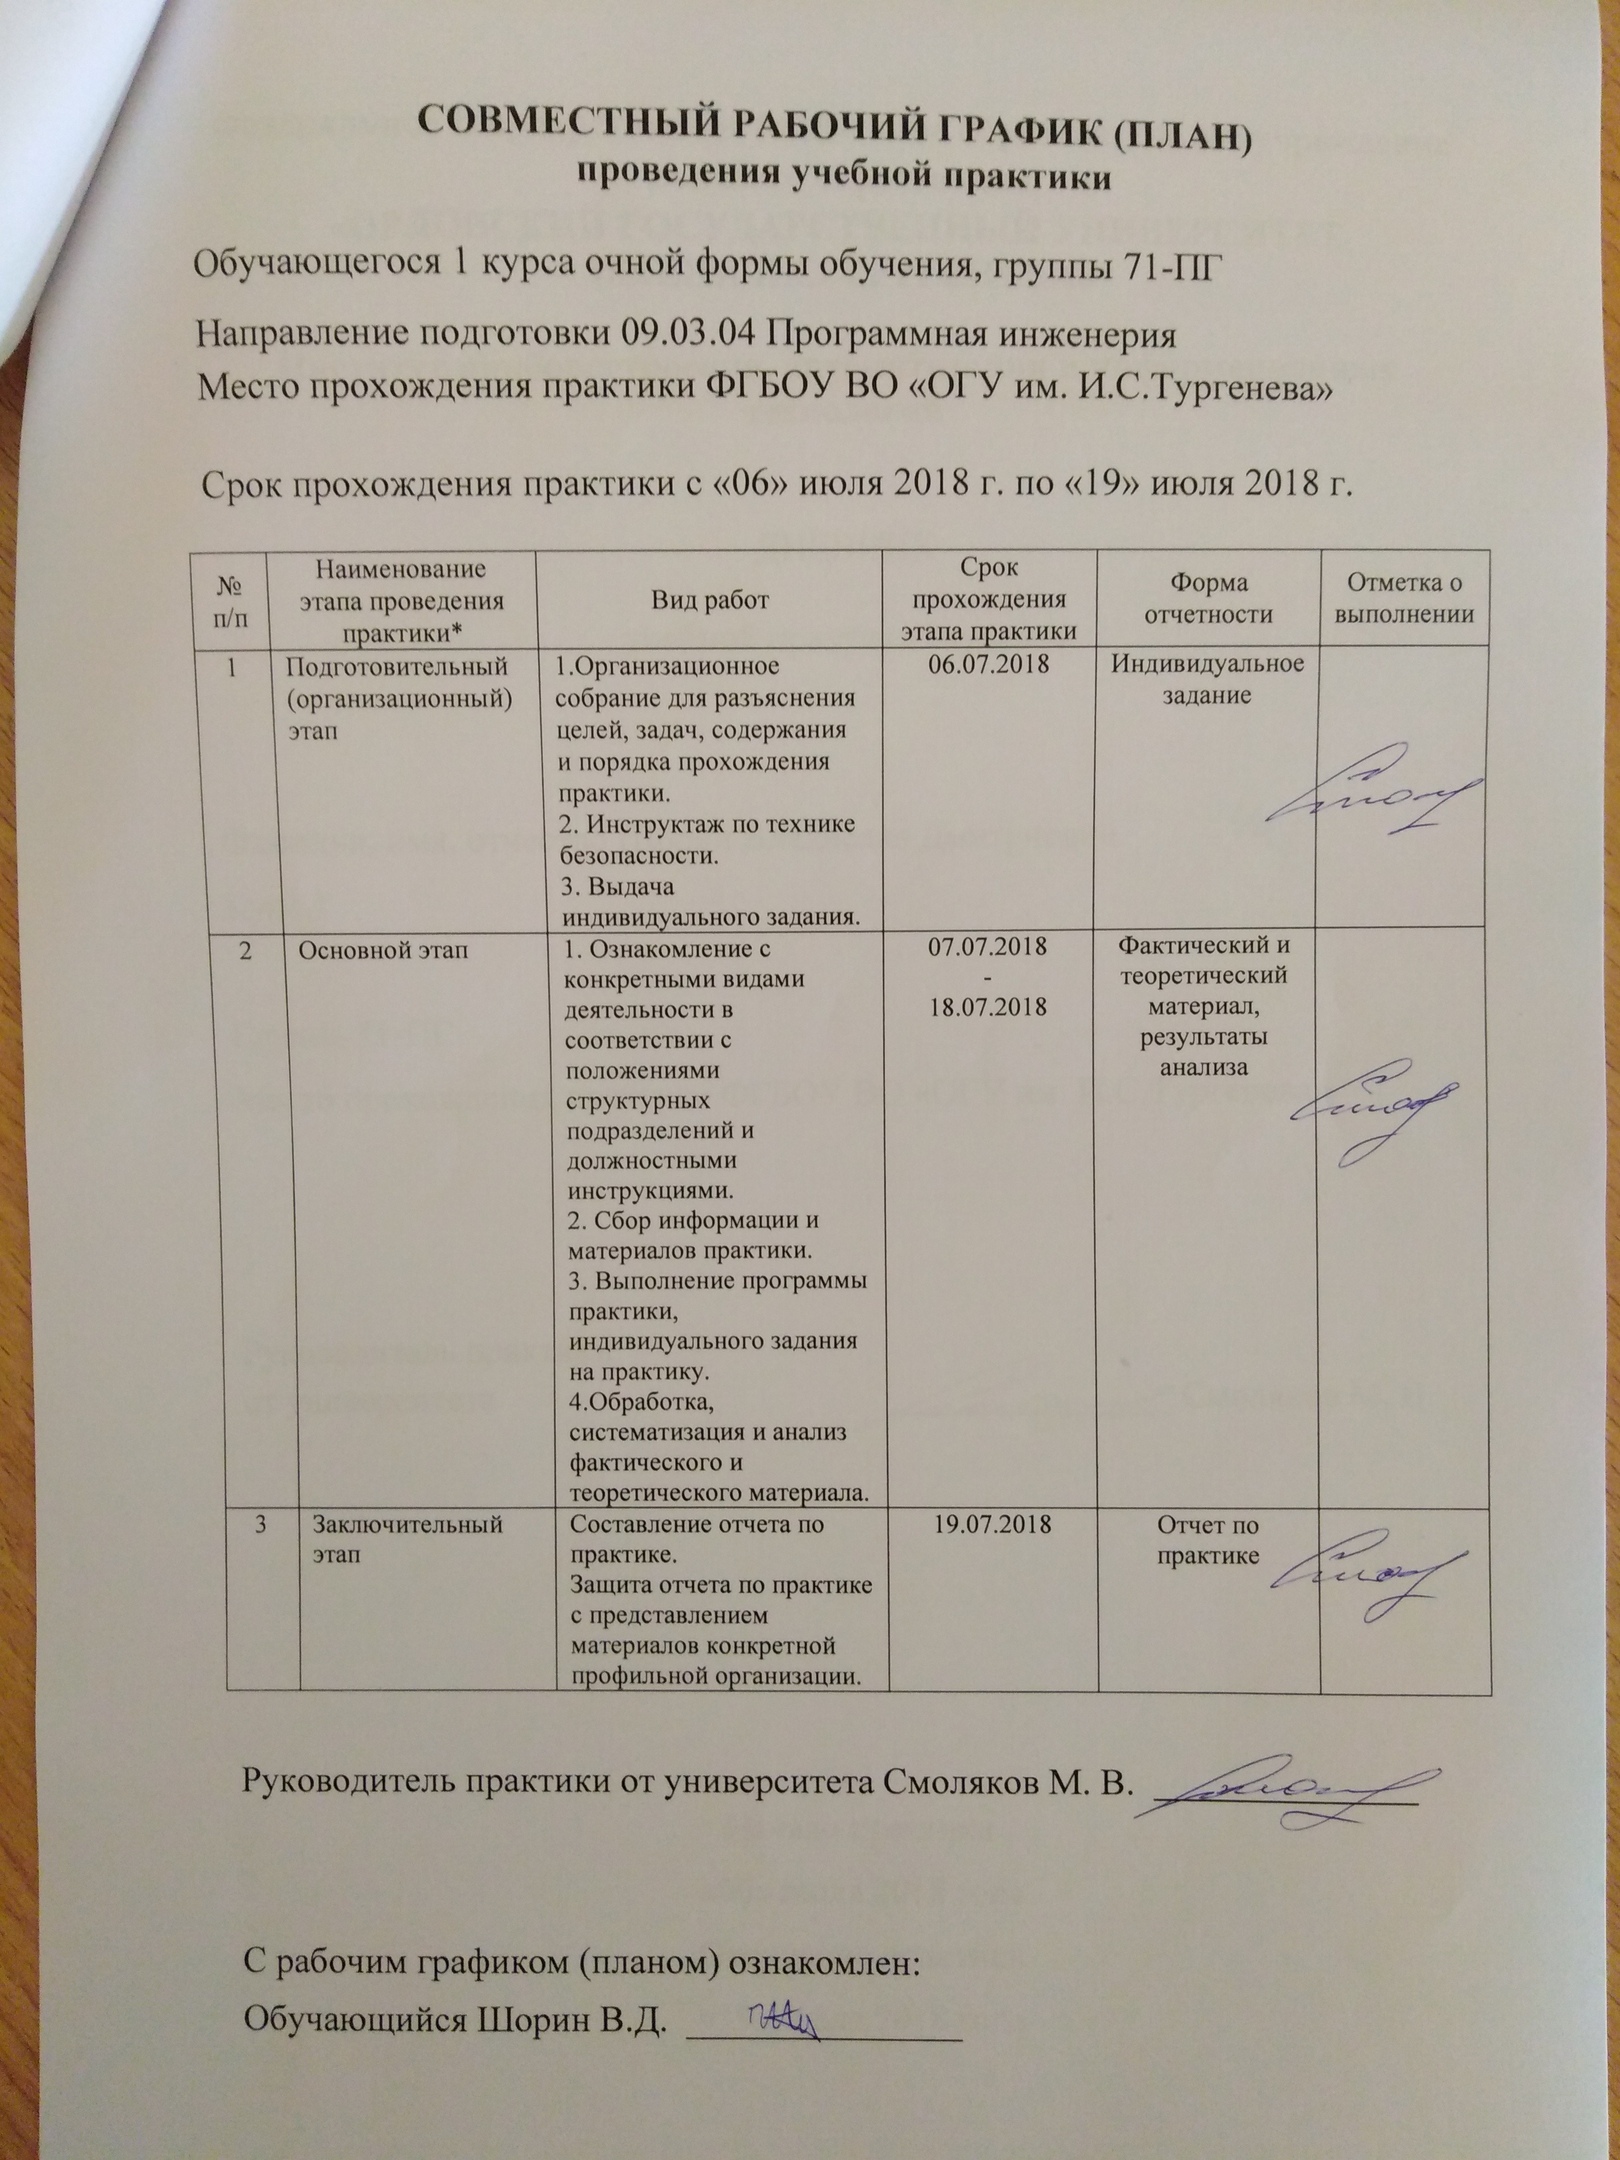 СОВМЕСТНЫЙ РАБОЧИЙ ГРАФИК (ПЛАН)
проведения учебной практики
Обучающегося 1 курса очной формы обучения, группы 71-ПГ
Направление подготовки 09.03.04 Программная инженерия
Место прохождения практики ФГБОУ ВО «ОГУ им. И.С.Тургенева»
Срок прохождения практики с «06» июля 2018 г. по «19» июля 2018 г.
№
п/п
Наименование
этапа проведения
практики*
Вид работ
Срок
прохождения
этапа практики
Форма
отчетности
Отметка о
выполнении
1
Подготовительный
(организационный)
этап
1.Организационное
собрание для разъяснения
целей, задач, содержания
и порядка прохождения
практики.
2. Инструктаж по технике
безопасности.
3. Выдача
индивидуального задания.
06.07.2018
Индивидуальное
задание
2
Основной этап
1. Ознакомление с
конкретными видами
деятельности в
соответствии с
положениями
структурных
подразделений и
должностными
инструкциями.
2. Сбор информации и
материалов практики.
3. Выполнение программы
практики,
индивидуального задания
на практику.
4.Обработка,
систематизация и анализ
фактического и
теоретического материала.
07.07.2018
-
18.07.2018
Фактический и
теоретический
материал,
результаты
анализа
3
Заключительный
этап
Составление отчета по
практике.
Защита отчета по практике
с представлением
материалов конкретной
профильной организации.
19.07.2018
Отчет по
практике
Руководитель практики от университета Смоляков М. В.
С рабочим графиком (планом) ознакомлен:
Обучающийся Шорин В.Д.